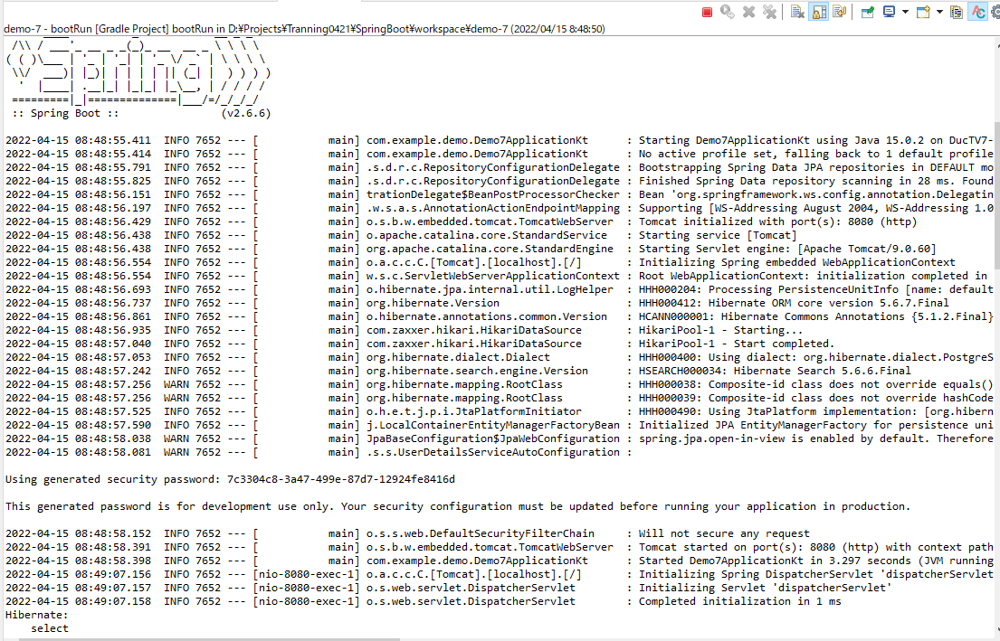 demo-7 - bootRun [Gradle Project] bootRun in D:¥Projects¥Tranning0421¥SpringBoot¥workspace¥demo-7 (2022/04/15 8:48:50)
 /\\ / ___'_ __ _ _(_)_ __  __ _ \ \ \ \
( ( )\___ | '_ | '_| | '_ \/ _` | \ \ \ \
 \\/  ___)| |_)| | | | | || (_| |  ) ) ) )
  '  |____| .__|_| |_|_| |_\__, | / / / /
 =========|_|==============|___/=/_/_/_/
 :: Spring Boot ::                (v2.6.6)
2022-04-15 08:48:55.411  INFO 7652 --- [           main] com.example.demo.Demo7ApplicationKt      : Starting Demo7ApplicationKt using Java 15.0.2 on DucTV7-
2022-04-15 08:48:55.414  INFO 7652 --- [           main] com.example.demo.Demo7ApplicationKt      : No active profile set, falling back to 1 default profile
2022-04-15 08:48:55.791  INFO 7652 --- [           main] .s.d.r.c.RepositoryConfigurationDelegate : Bootstrapping Spring Data JPA repositories in DEFAULT mo
2022-04-15 08:48:55.825  INFO 7652 --- [           main] .s.d.r.c.RepositoryConfigurationDelegate : Finished Spring Data repository scanning in 28 ms. Found
2022-04-15 08:48:56.151  INFO 7652 --- [           main] trationDelegate$BeanPostProcessorChecker : Bean 'org.springframework.ws.config.annotation.Delegatin
2022-04-15 08:48:56.197  INFO 7652 --- [           main] .w.s.a.s.AnnotationActionEndpointMapping : Supporting [WS-Addressing August 2004, WS-Addressing 1.0
2022-04-15 08:48:56.429  INFO 7652 --- [           main] o.s.b.w.embedded.tomcat.TomcatWebServer  : Tomcat initialized with port(s): 8080 (http)
2022-04-15 08:48:56.438  INFO 7652 --- [           main] o.apache.catalina.core.StandardService   : Starting service [Tomcat]
2022-04-15 08:48:56.438  INFO 7652 --- [           main] org.apache.catalina.core.StandardEngine  : Starting Servlet engine: [Apache Tomcat/9.0.60]
2022-04-15 08:48:56.554  INFO 7652 --- [           main] o.a.c.c.C.[Tomcat].[localhost].[/]       : Initializing Spring embedded WebApplicationContext
2022-04-15 08:48:56.554  INFO 7652 --- [           main] w.s.c.ServletWebServerApplicationContext : Root WebApplicationContext: initialization completed in
2022-04-15 08:48:56.693  INFO 7652 --- [           main] o.hibernate.jpa.internal.util.LogHelper  : HHH000204: Processing PersistenceUnitInfo [name: default
2022-04-15 08:48:56.737  INFO 7652 --- [           main] org.hibernate.Version                    : HHH000412: Hibernate ORM core version 5.6.7.Final
2022-04-15 08:48:56.861  INFO 7652 --- [           main] o.hibernate.annotations.common.Version   : HCANN000001: Hibernate Commons Annotations {5.1.2.Final}
2022-04-15 08:48:56.935  INFO 7652 --- [           main] com.zaxxer.hikari.HikariDataSource       : HikariPool-1 - Starting...
2022-04-15 08:48:57.040  INFO 7652 --- [           main] com.zaxxer.hikari.HikariDataSource       : HikariPool-1 - Start completed.
2022-04-15 08:48:57.053  INFO 7652 --- [           main] org.hibernate.dialect.Dialect            : HHH000400: Using dialect: org.hibernate.dialect.PostgreS
2022-04-15 08:48:57.242  INFO 7652 --- [           main] org.hibernate.search.engine.Version      : HSEARCH000034: Hibernate Search 5.6.6.Final
2022-04-15 08:48:57.256  WARN 7652 --- [           main] org.hibernate.mapping.RootClass          : HHH000038: Composite-id class does not override equals()
2022-04-15 08:48:57.256  WARN 7652 --- [           main] org.hibernate.mapping.RootClass          : HHH000039: Composite-id class does not override hashCode
2022-04-15 08:48:57.525  INFO 7652 --- [           main] o.h.e.t.j.p.i.JtaPlatformInitiator       : HHH000490: Using JtaPlatform implementation: [org.hibern
2022-04-15 08:48:57.590  INFO 7652 --- [           main] j.LocalContainerEntityManagerFactoryBean : Initialized JPA EntityManagerFactory for persistence uni
2022-04-15 08:48:58.038  WARN 7652 --- [           main] JpaBaseConfiguration$JpaWebConfiguration : spring.jpa.open-in-view is enabled by default. Therefore
2022-04-15 08:48:58.081  WARN 7652 --- [           main] .s.s.UserDetailsServiceAutoConfiguration :
Using generated security password: 7c3304c8-3a47-499e-87d7-12924fe8416d
This generated password is for development use only. Your security configuration must be updated before running your application in production.
2022-04-15 08:48:58.152  INFO 7652 --- [           main] o.s.s.web.DefaultSecurityFilterChain     : Will not secure any request
2022-04-15 08:48:58.391  INFO 7652 --- [           main] o.s.b.w.embedded.tomcat.TomcatWebServer  : Tomcat started on port(s): 8080 (http) with context path
2022-04-15 08:48:58.398  INFO 7652 --- [           main] com.example.demo.Demo7ApplicationKt      : Started Demo7ApplicationKt in 3.297 seconds (JVM running
2022-04-15 08:49:07.156  INFO 7652 --- [nio-8080-exec-1] o.a.c.c.C.[Tomcat].[localhost].[/]       : Initializing Spring DispatcherServlet 'dispatcherServlet
2022-04-15 08:49:07.157  INFO 7652 --- [nio-8080-exec-1] o.s.web.servlet.DispatcherServlet        : Initializing Servlet 'dispatcherServlet'
2022-04-15 08:49:07.158  INFO 7652 --- [nio-8080-exec-1] o.s.web.servlet.DispatcherServlet        : Completed initialization in 1 ms
Hibernate:
    select